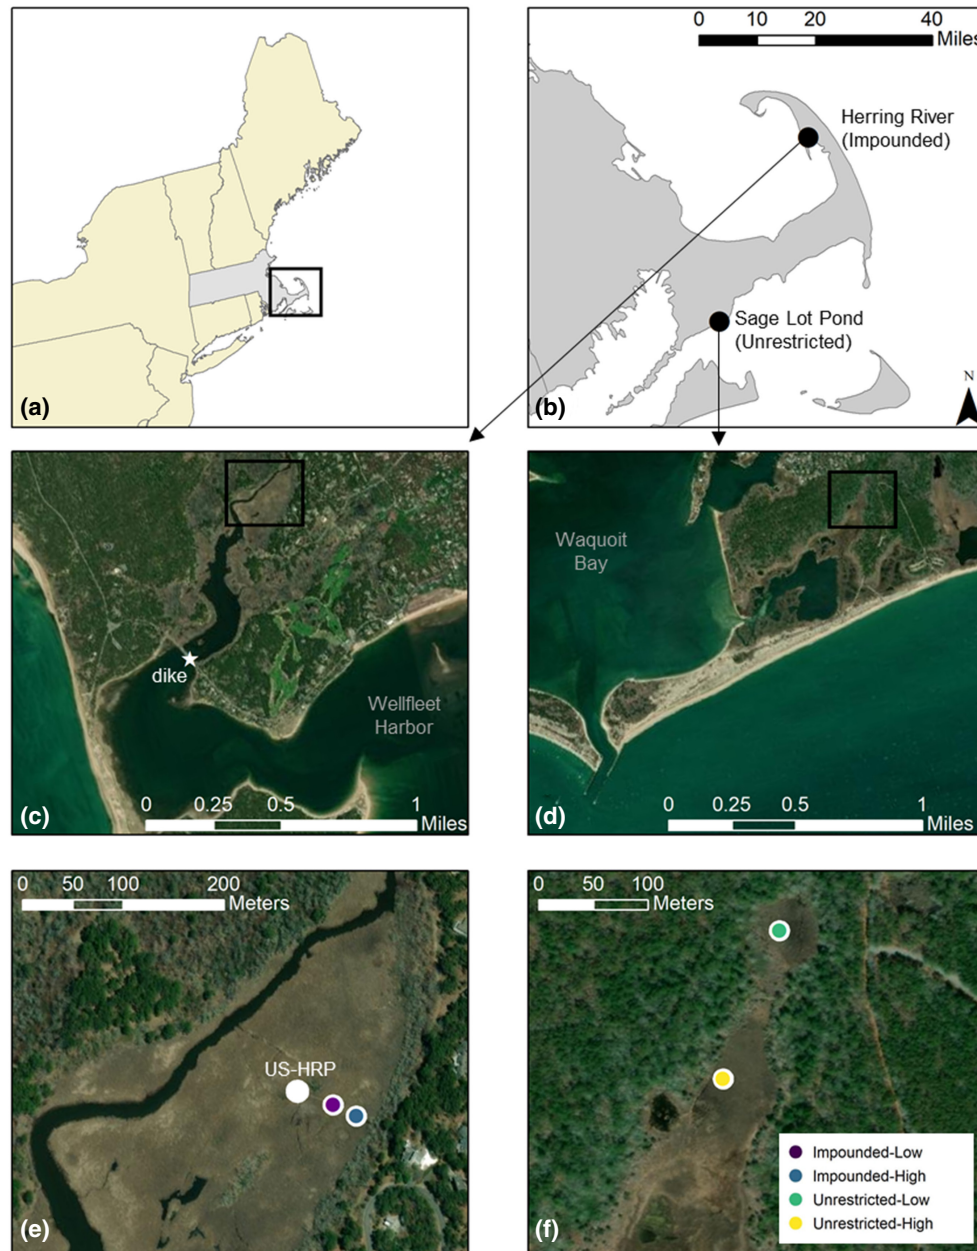 (a)
0 10 20 40
Miles
Herring River
(Impounded)
Sage Lot Pond
(Unrestricted)
N
(b)
dike
Wellfleet
Harbor
0 0.25 0.5 1
Miles
(c)
Waquoit
Bay
0 0.25 0.5 1
Miles
(d)
0 50 100 200
Meters
US-HRP
(e)
0 50 100
Meters
Impounded-Low
Impounded-High
Unrestricted-Low
Unrestricted-High
(f)